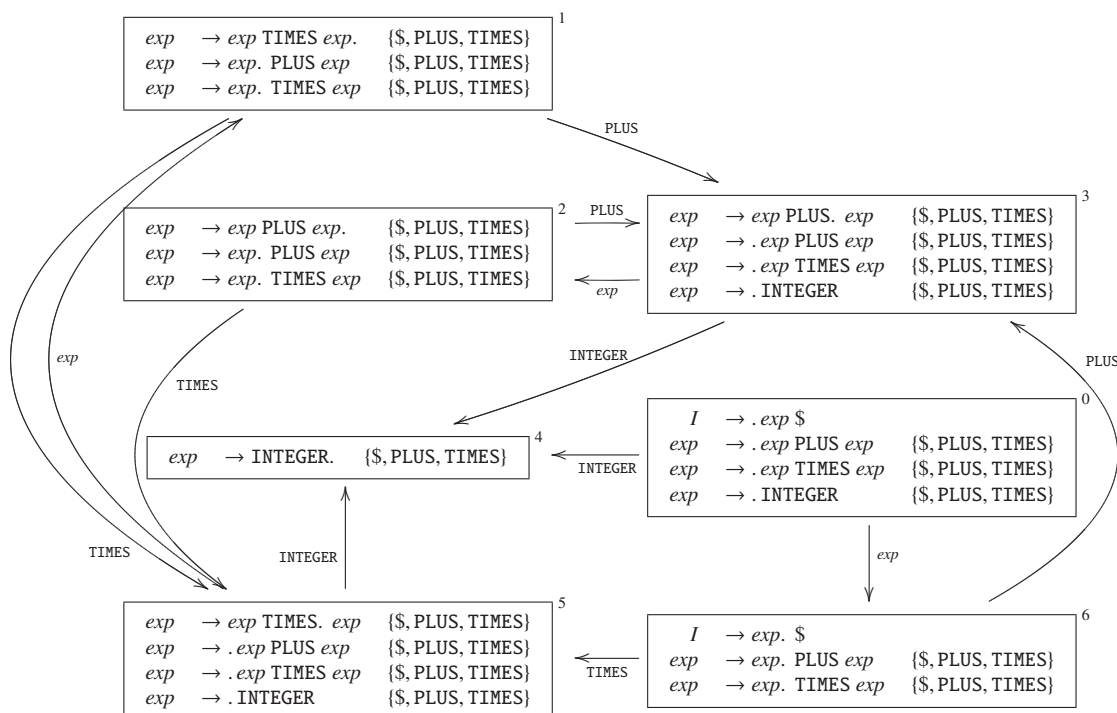 1
exp → exp TIMES exp. {$, PLUS, TIMES}
exp → exp. PLUS exp {$, PLUS, TIMES}
exp → exp. TIMES exp {$, PLUS, TIMES}
PLUS
2
exp → exp PLUS exp. {$, PLUS, TIMES}
exp → exp. PLUS exp {$, PLUS, TIMES}
exp → exp. TIMES exp {$, PLUS, TIMES}
PLUS
exp
3
exp → exp PLUS. exp {$, PLUS, TIMES}
exp → . exp PLUS exp {$, PLUS, TIMES}
exp → . exp TIMES exp {$, PLUS, TIMES}
exp → . INTEGER {$, PLUS, TIMES}
exp
TIMES
INTEGER
PLUS
4
exp → INTEGER. {$, PLUS, TIMES}
INTEGER
0
I → . exp $
exp → . exp PLUS exp {$, PLUS, TIMES}
exp → . exp TIMES exp {$, PLUS, TIMES}
exp → . INTEGER {$, PLUS, TIMES}
TIMES
INTEGER
exp
5
exp → exp TIMES. exp {$, PLUS, TIMES}
exp → . exp PLUS exp {$, PLUS, TIMES}
exp → . exp TIMES exp {$, PLUS, TIMES}
exp → . INTEGER {$, PLUS, TIMES}
TIMES
6
I → exp. $
exp → exp. PLUS exp {$, PLUS, TIMES}
exp → exp. TIMES exp {$, PLUS, TIMES}